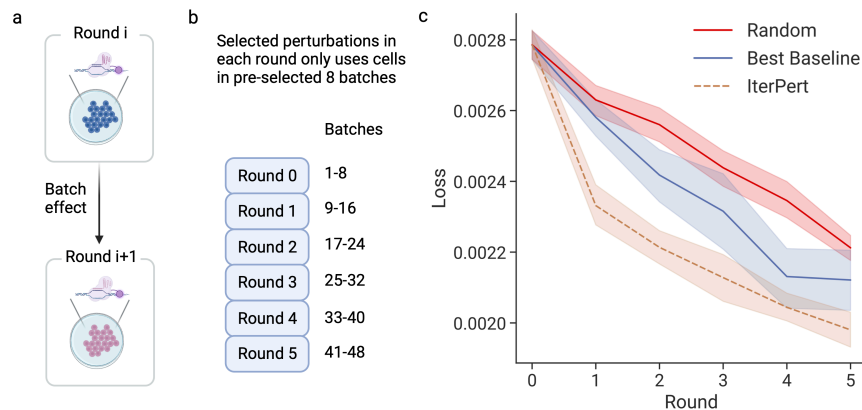 a
Round i
Batch
effect
Round i+1
b
Selected perturbations in
each round only uses cells
in pre-selected 8 batches
Batches
Round 0 1-8
Round 1 9-16
Round 2 17-24
Round 3 25-32
Round 4 33-40
Round 5 41-48
c
Random
Best Baseline
IterPert
Loss
0.0028
0.0026
0.0024
0.0022
0.0020
0 1 2 3 4 5
Round